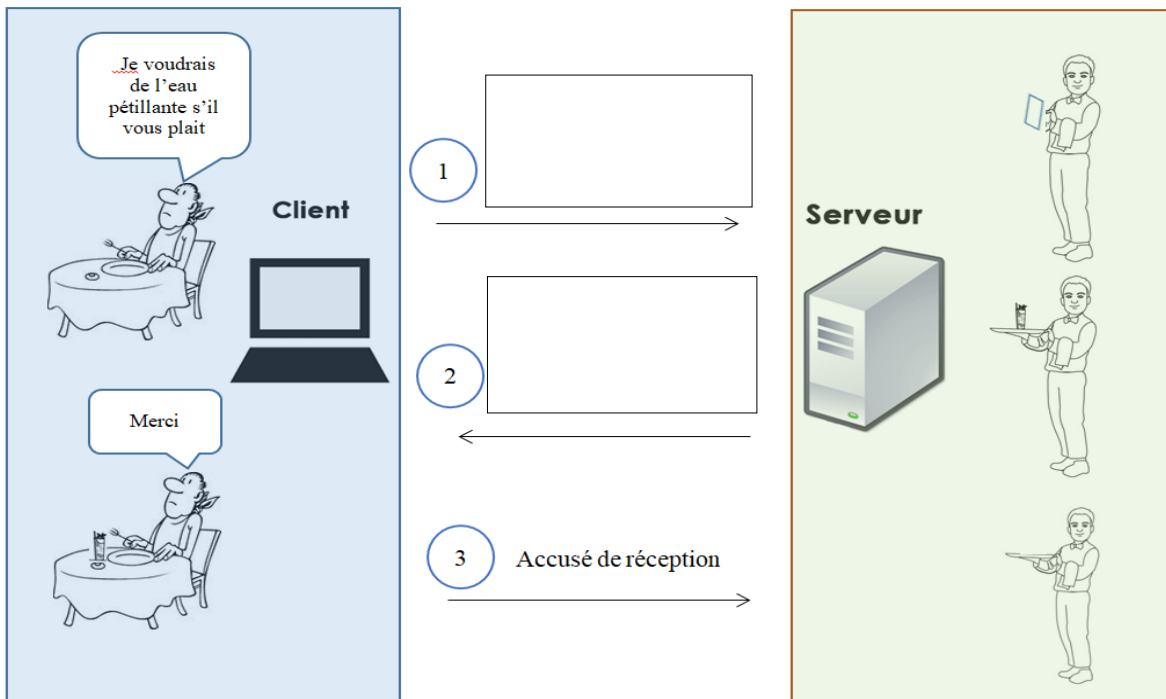 Je voudrais
de l'eau
pétillante s'il
vous plait
1
Client
Serveur
2
Merci
3 Accusé de réception